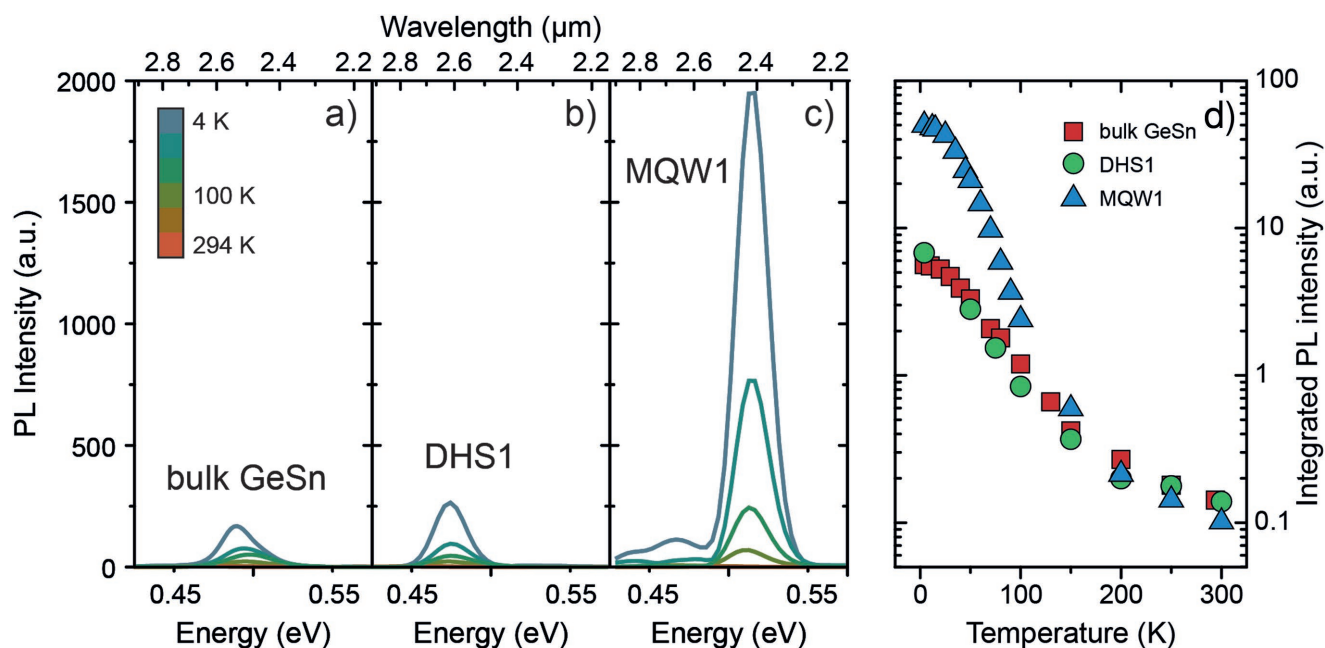 Wavelength (µm)
2.8 2.6 2.4 2.2 2.8 2.6 2.4 2.2 2.8 2.6 2.4 2.2
PL Intensity (a.u.)
2000
1500
1000
500
0
a)
4 K
100 K
294 K
bulk GeSn
b)
DHS1
c)
MQW1
0.45 0.55 0.45 0.55 0.45 0.55
Energy (eV) Energy (eV) Energy (eV)
d)
bulk GeSn
DHS1
MQW1
100
10
1
0.1
Integrated PL intensity (a.u.)
0 100 200 300
Temperature (K)